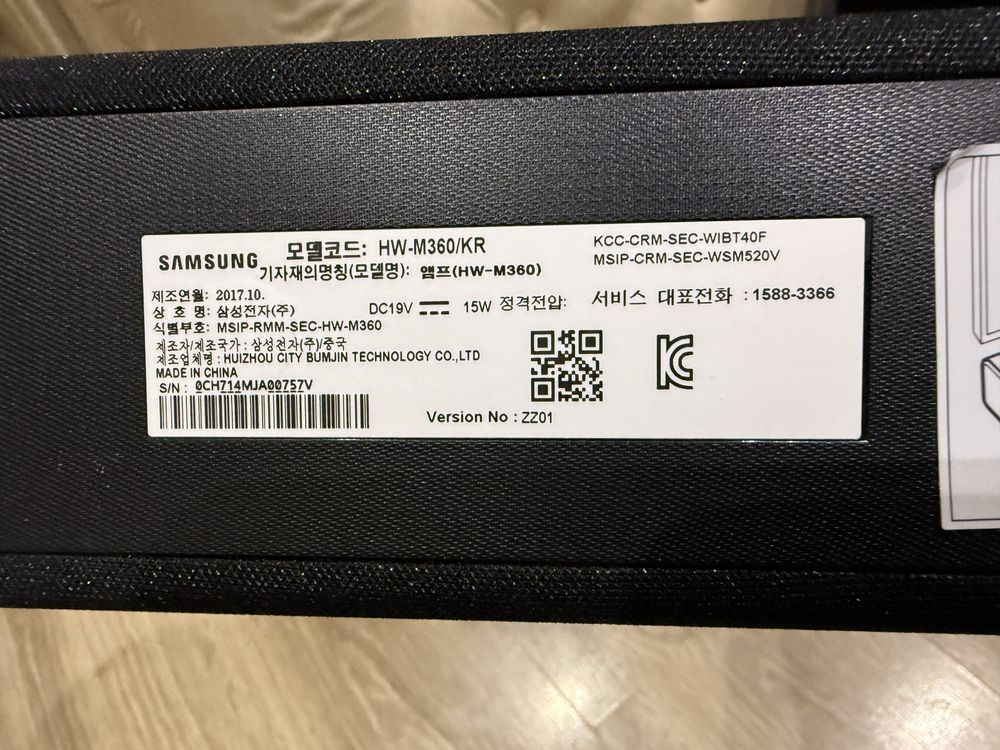 SAMSUNG
모델코드: HW-M360/KR
기자재의명칭(모델명): 앰프(HW-M360)
KCC-CRM-SEC-WIBT40F
MSIP-CRM-SEC-WSM520V
제조연월: 2017.10.
상 호 명: 삼성전자(주)
DC19V 15W 정격전압:
서비스 대표전화 : 1588-3366
식별부호: MSIP-RMM-SEC-HW-M360
제조자/제조국가 : 삼성전자(주)/중국
제조업체명 : HUIZHOU CITY BUMJIN TECHNOLOGY CO.,LTD
MADE IN CHINA
S/N : 0CH714MJA00757V
Version No : ZZ01